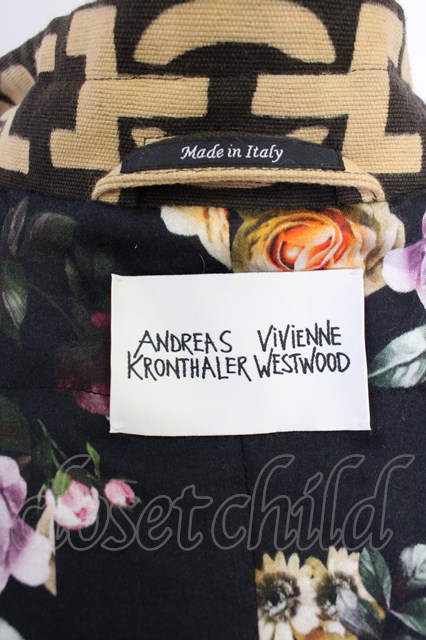 Made in Italy
ANDREAS VIVIENNE
KRONTHALER WESTWOOD
closetchild